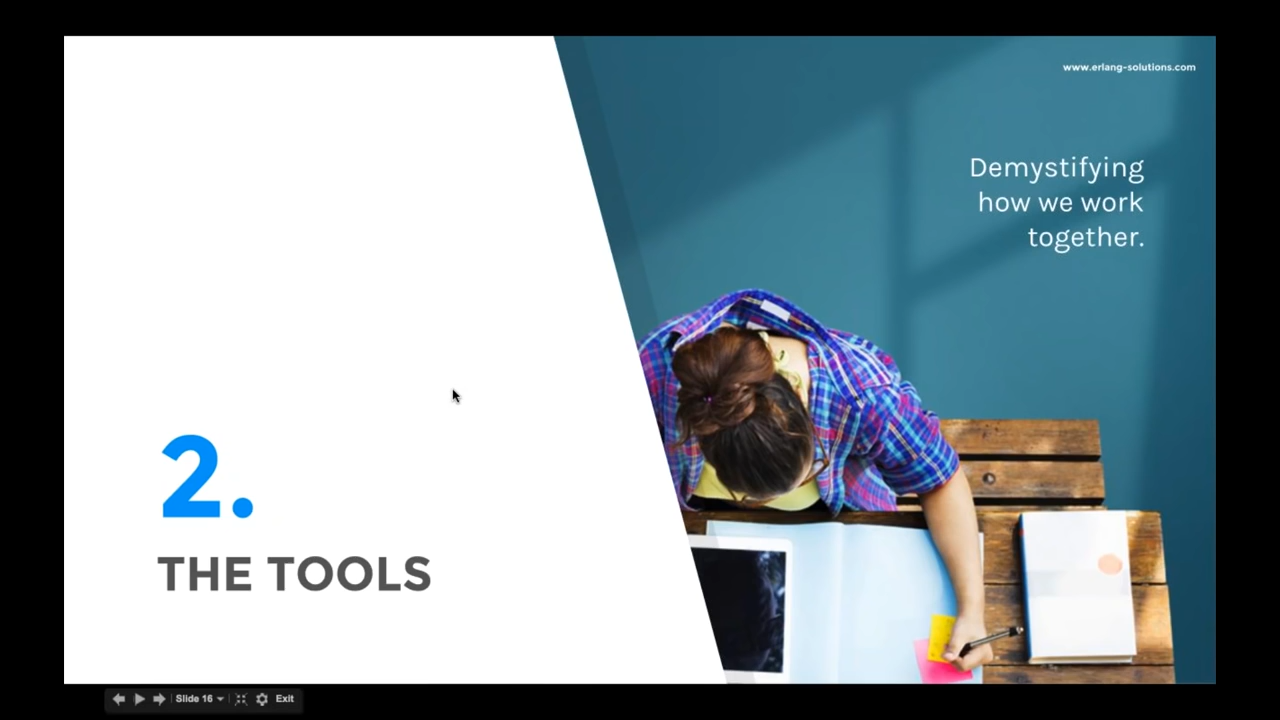 www.erlang-solutions.com
Demystifying
how we work
together.
2.
THE TOOLS
Slide 16
Exit